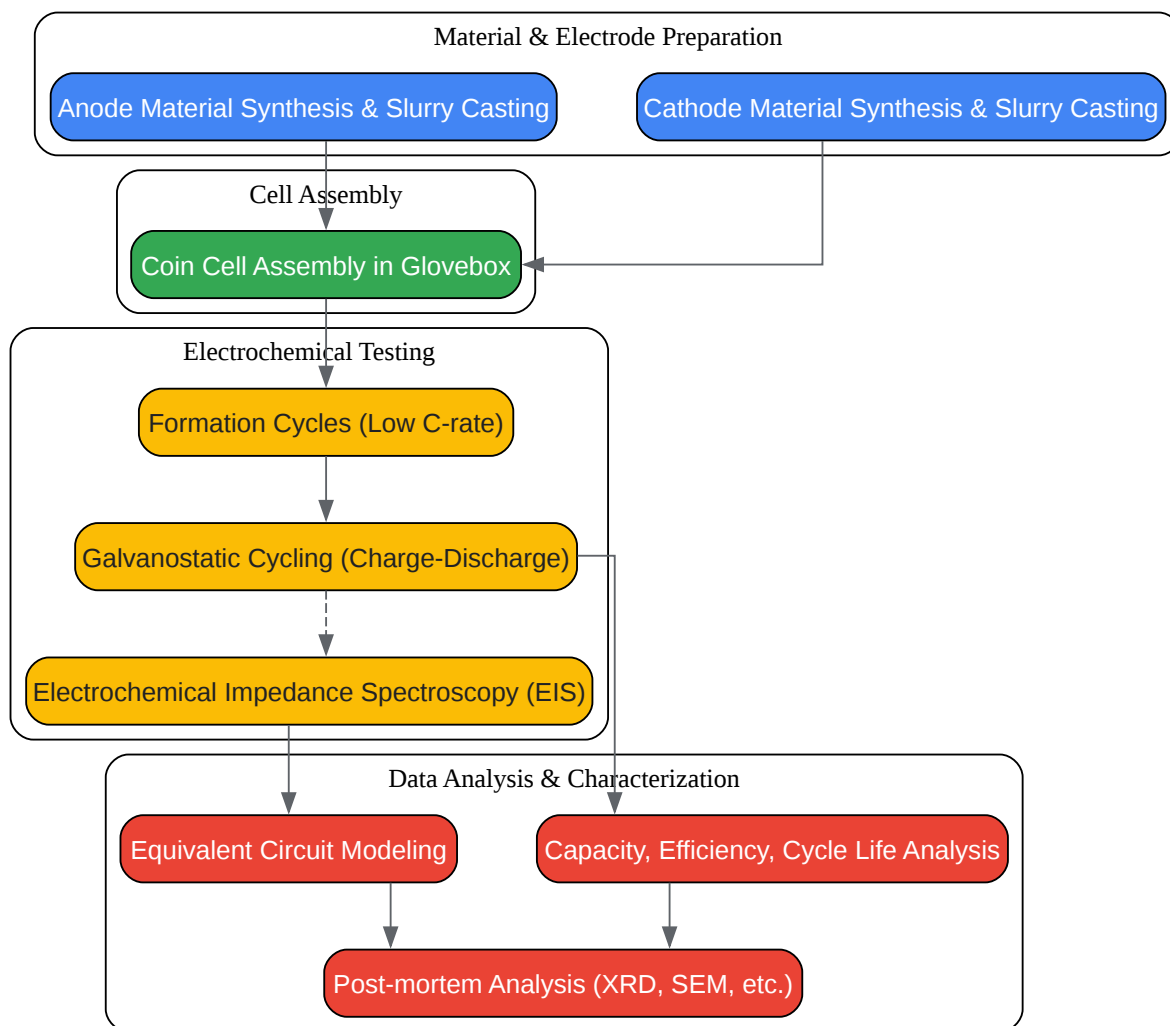 Material & Electrode Preparation
Anode Material Synthesis & Slurry Casting
Cathode Material Synthesis & Slurry Casting
Cell Assembly
Coin Cell Assembly in Glovebox
Electrochemical Testing
Formation Cycles (Low C-rate)
Galvanostatic Cycling (Charge-Discharge)
Electrochemical Impedance Spectroscopy (EIS)
Data Analysis & Characterization
Equivalent Circuit Modeling
Capacity, Efficiency, Cycle Life Analysis
Post-mortem Analysis (XRD, SEM, etc.)